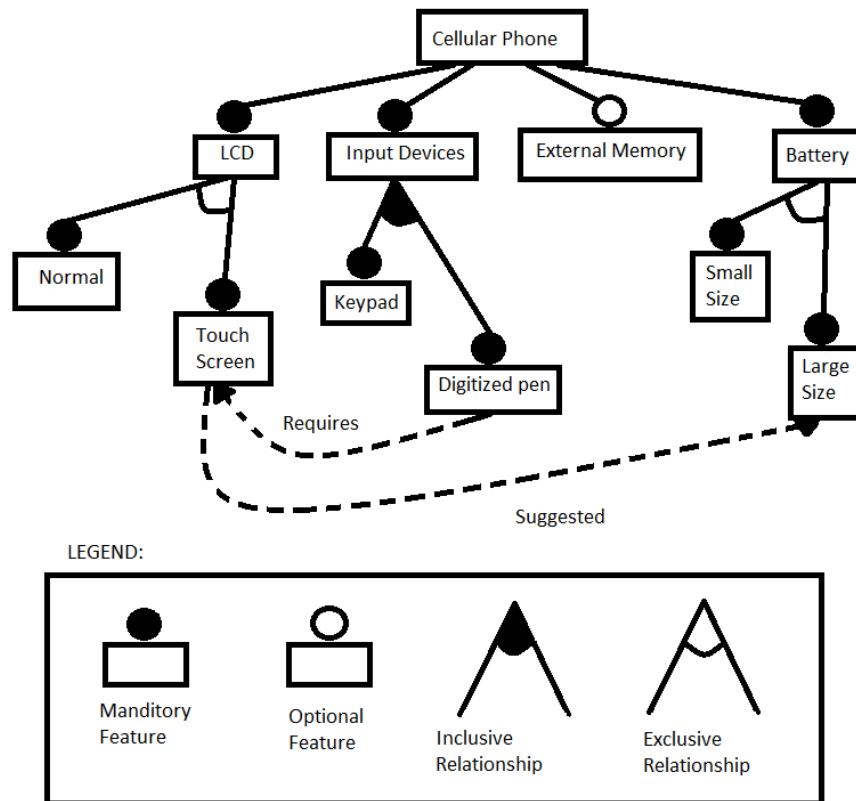 Cellular Phone
LCD
Input Devices
External Memory
Battery
Normal
Keypad
Small
Size
Touch
Screen
Digitized pen
Large
Size
Requires
Suggested
LEGEND:
Manditory
Feature
Optional
Feature
Inclusive
Relationship
Exclusive
Relationship